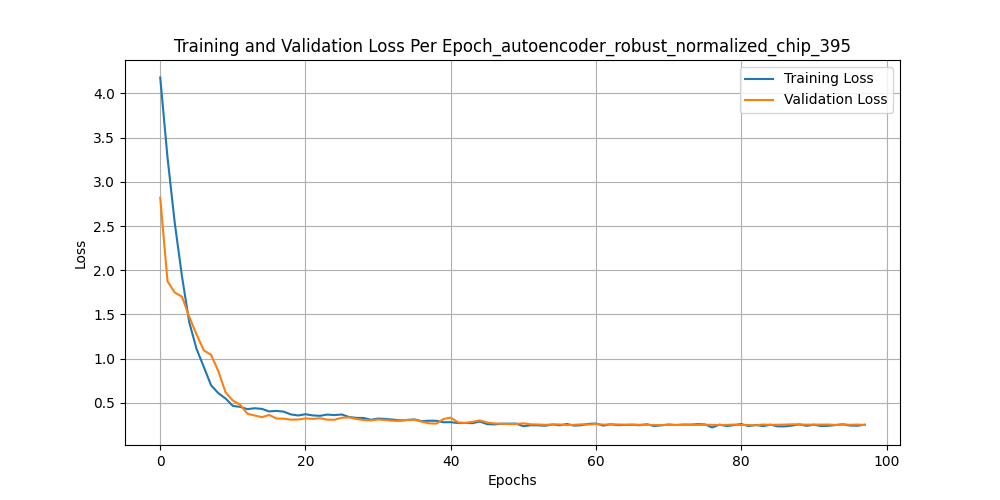 Training and Validation Loss Per Epoch_autoencoder_robust_normalized_chip_395
Training Loss
Validation Loss
4.0
3.5
3.0
2.5
2.0
1.5
1.0
0.5
Loss
0 20 40 60 80 100
Epochs